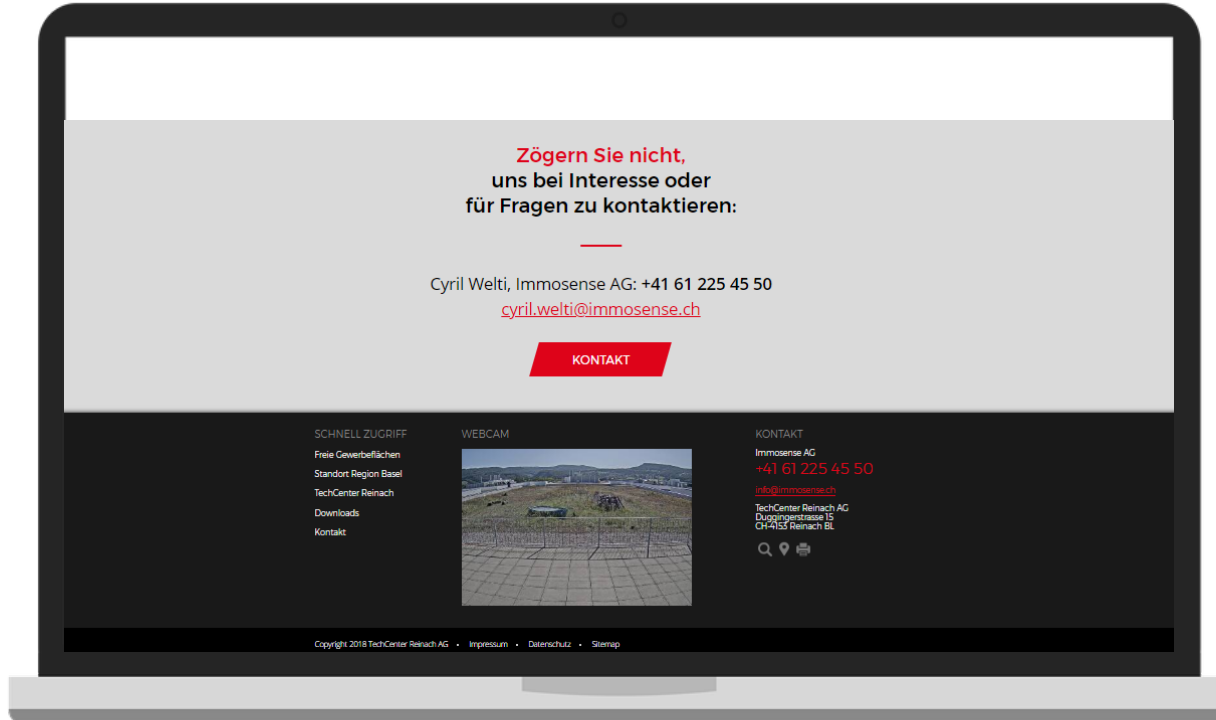 Zögern Sie nicht,
uns bei Interesse oder
für Fragen zu kontaktieren:
Cyril Welti, Immosense AG: +41 61 225 45 50
cyril.welti@immosense.ch
KONTAKT
SCHNELL ZUGRIFF
Freie Gewerbeflächen
Standort Region Basel
TechCenter Reinach
Downloads
Kontakt
WEBCAM
KONTAKT
Immosense AG
+41 61 225 45 50
info@immosense.ch
TechCenter Reinach AG
Duggingerstrasse 15
CH-4153 Reinach BL
Copyright 2018 TechCenter Reinach AG • Impressum • Datenschutz • Sitemap